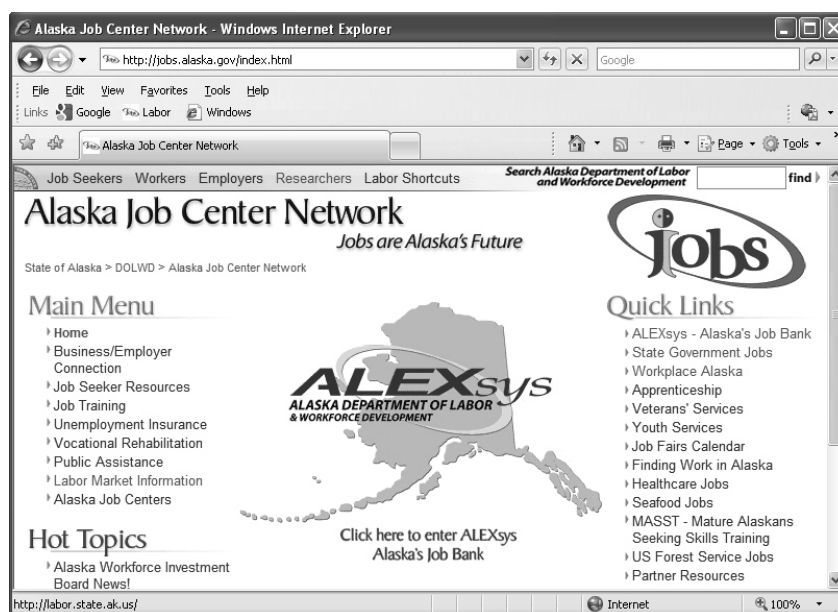 Alaska Job Center Network - Windows Internet Explorer
http://jobs.alaska.gov/index.html
Google
File Edit View Favorites Tools Help
Links Google Labor Windows
Alaska Job Center Network
Page Tools
Job Seekers Workers Employers Researchers Labor Shortcuts
Search Alaska Department of Labor
and Workforce Development
find
Alaska Job Center Network
Jobs are Alaska's Future
jobs
State of Alaska > DOLWD > Alaska Job Center Network
Main Menu
Home
Business/Employer
Connection
Job Seeker Resources
Job Training
Unemployment Insurance
Vocational Rehabilitation
Public Assistance
Labor Market Information
Alaska Job Centers
Hot Topics
Alaska Workforce Investment
Board News!
ALEXsys
ALASKA DEPARTMENT OF LABOR
& WORKFORCE DEVELOPMENT
Click here to enter ALEXsys
Alaska's Job Bank
Quick Links
ALEXsys - Alaska's Job Bank
State Government Jobs
Workplace Alaska
Apprenticeship
Veterans' Services
Youth Services
Job Fairs Calendar
Finding Work in Alaska
Healthcare Jobs
Seafood Jobs
MASST - Mature Alaskans
Seeking Skills Training
US Forest Service Jobs
Partner Resources
http://labor.state.ak.us/
Internet
100%